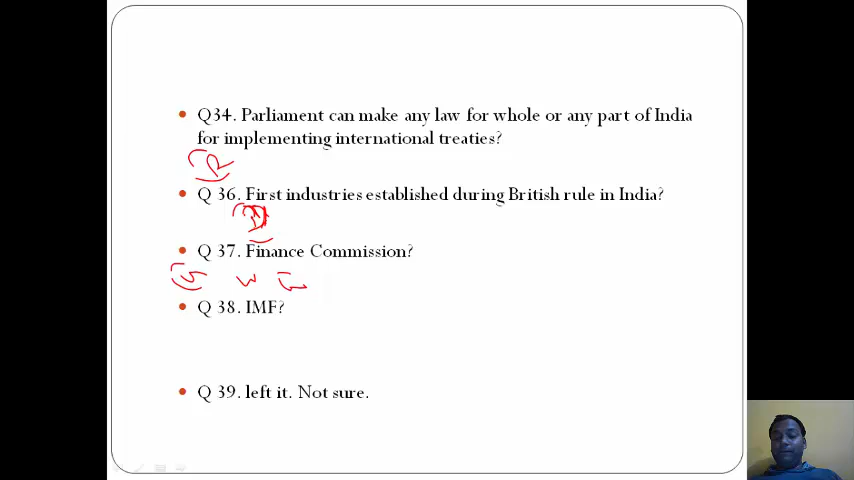 Q34. Parliament can make any law for whole or any part of India
for implementing international treaties?
Q 36. First industries established during British rule in India?
Q 37. Finance Commission?
Q 38. IMF?
Q 39. left it. Not sure.